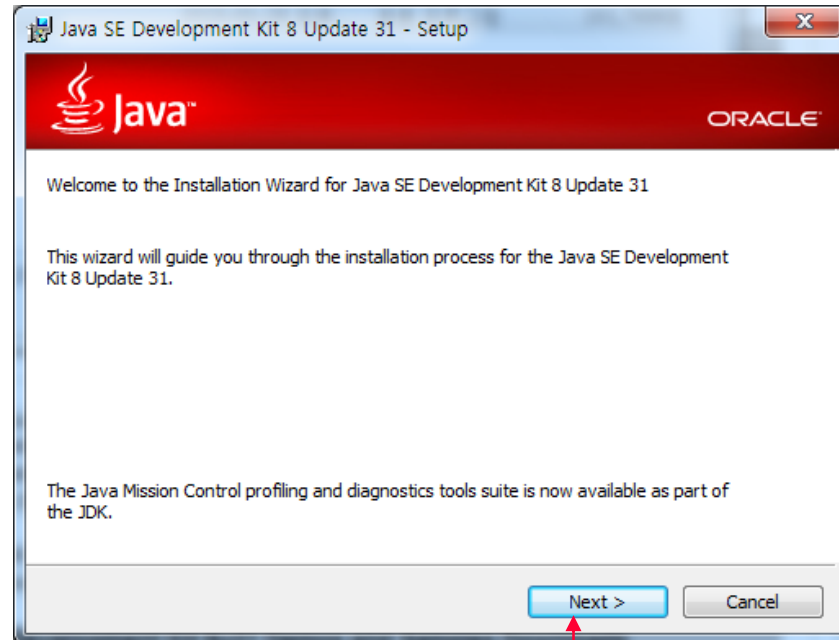 Java SE Development Kit 8 Update 31 - Setup
Java™
ORACLE
Welcome to the Installation Wizard for Java SE Development Kit 8 Update 31
This wizard will guide you through the installation process for the Java SE Development
Kit 8 Update 31.
The Java Mission Control profiling and diagnostics tools suite is now available as part of
the JDK.
Next >
Cancel